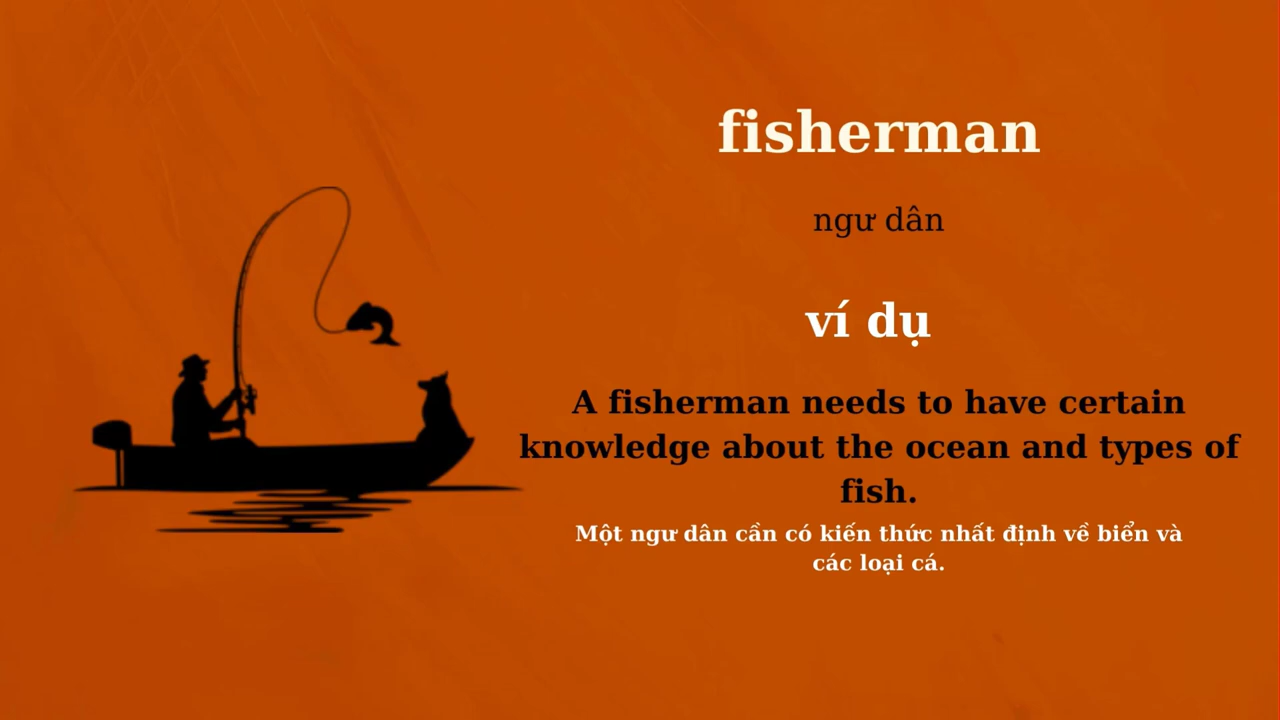 fisherman
ngư dân
ví dụ
A fisherman needs to have certain
knowledge about the ocean and types of
fish.
Một ngư dân cần có kiến thức nhất định về biển và
các loại cá.